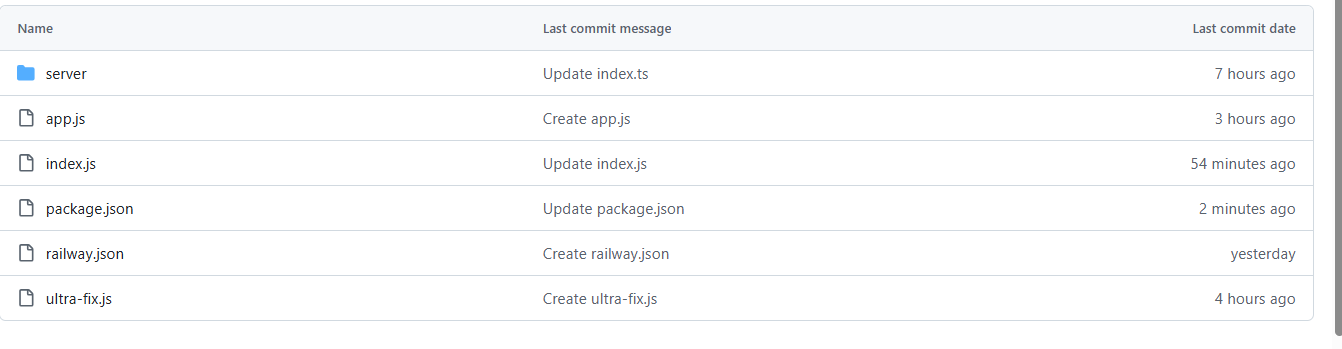 Name Last commit message Last commit date
server Update index.ts 7 hours ago
app.js Create app.js 3 hours ago
index.js Update index.js 54 minutes ago
package.json Update package.json 2 minutes ago
railway.json Create railway.json yesterday
ultra-fix.js Create ultra-fix.js 4 hours ago